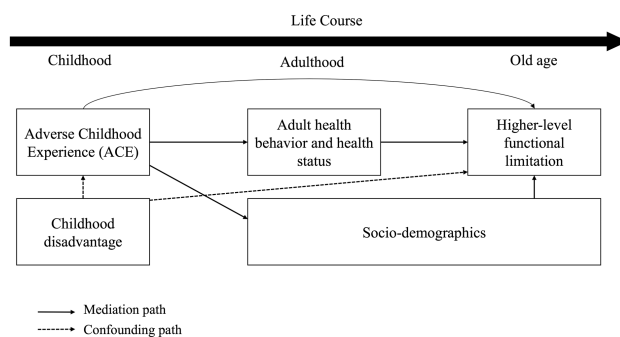 Life Course
Childhood
Adulthood
Old age
Adverse Childhood
Experience (ACE)
Adult health
behavior and health
status
Higher-level
functional
limitation
Childhood
disadvantage
Socio-demographics
Mediation path
Confounding path